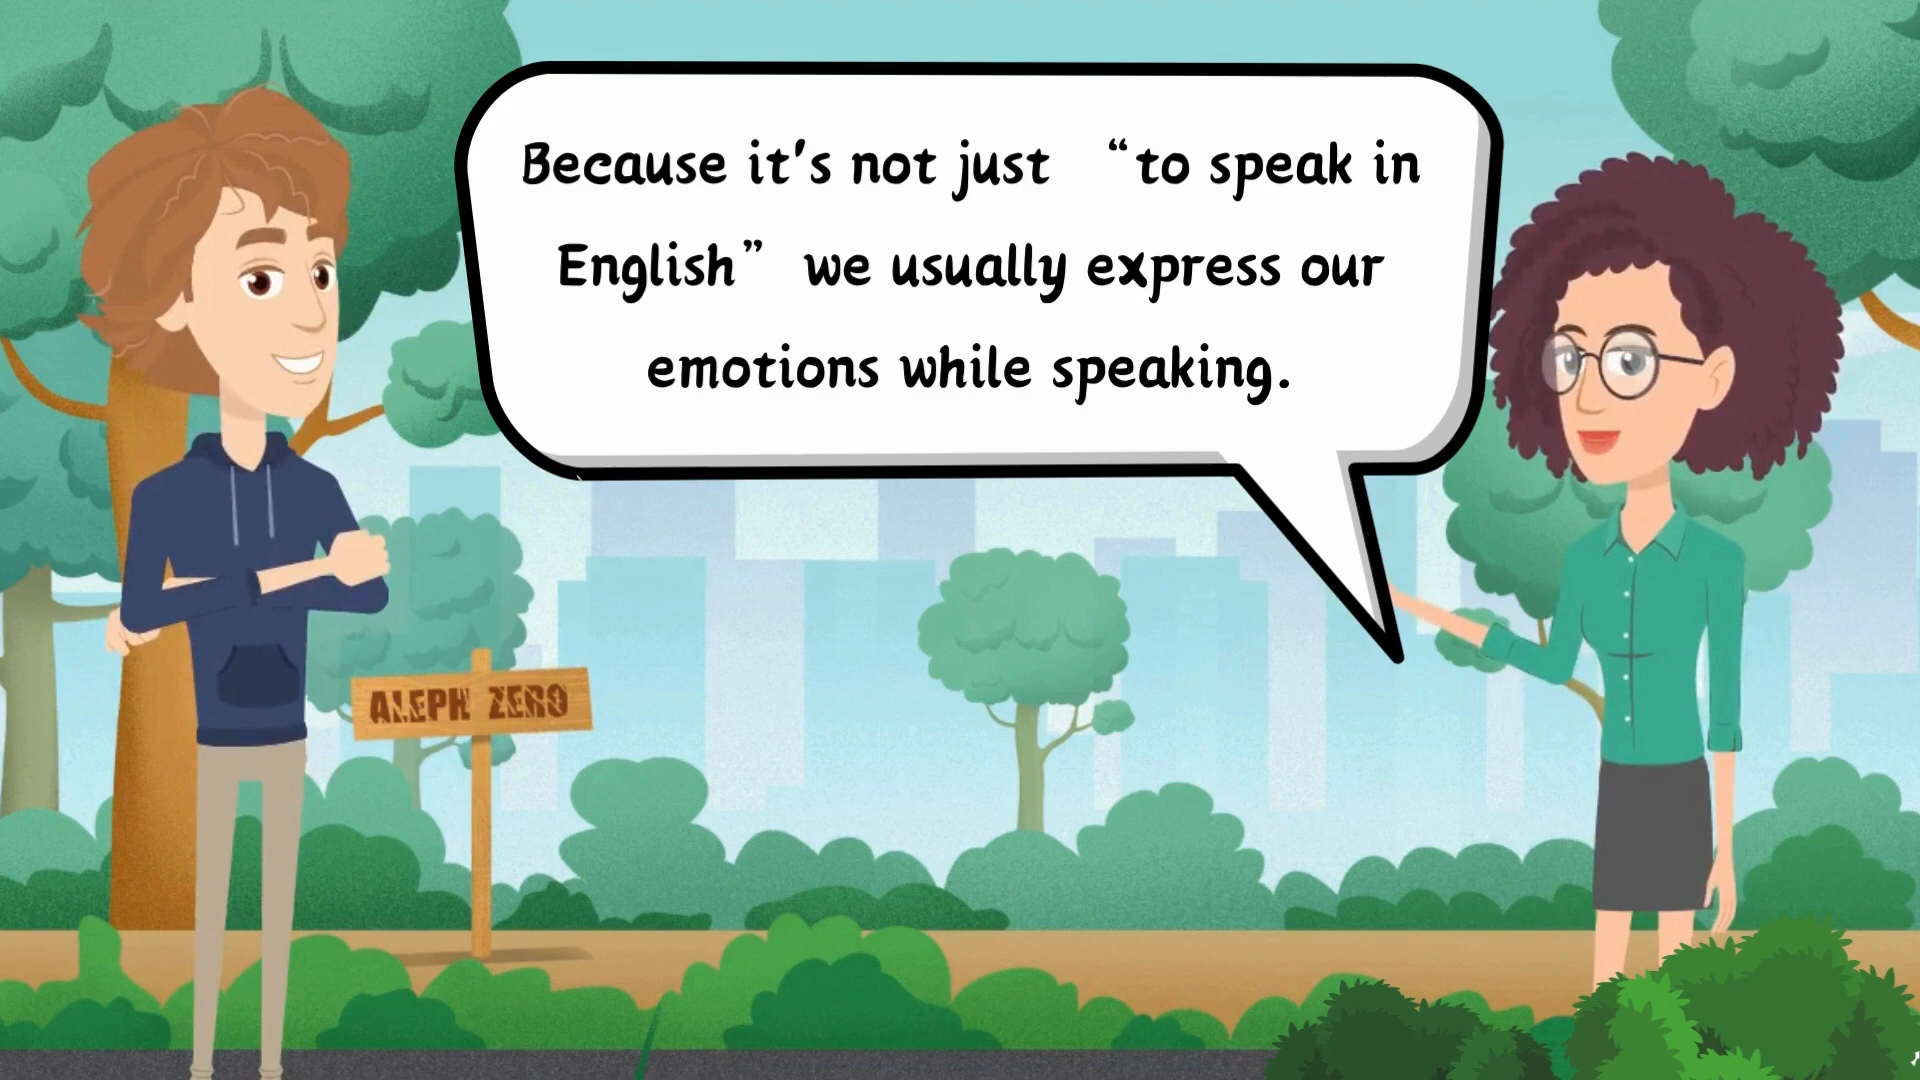 Because it's not just “to speak in
English” we usually express our
emotions while speaking.
ALEPH ZERO